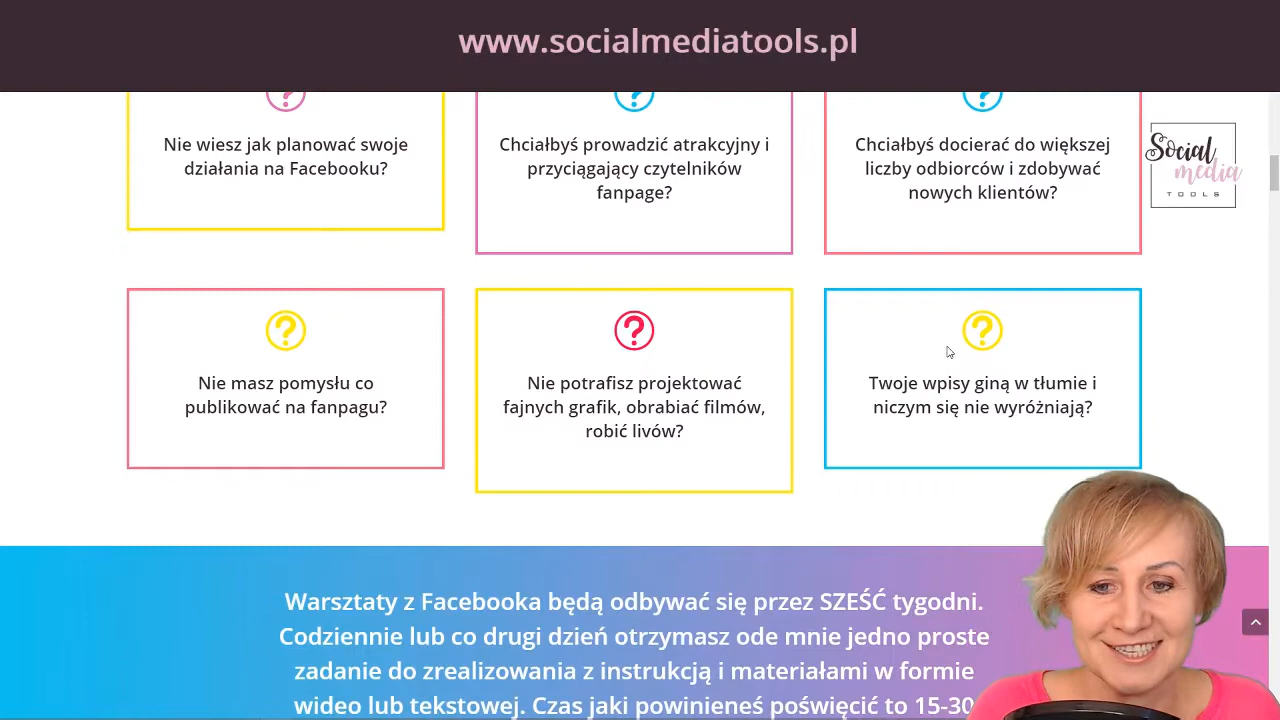 www.socialmediatools.pl
Nie wiesz jak planować swoje
działania na Facebooku?
Chciałbyś prowadzić atrakcyjny i
przyciągający czytelników
fanpage?
Chciałbyś docierać do większej
liczby odbiorców i zdobywać
nowych klientów?
Social
media
TOOLS
Nie masz pomysłu co
publikować na fanpagu?
Nie potrafisz projektować
fajnych grafik, obrabiać filmów,
robić livów?
Twoje wpisy giną w tłumie i
niczym się nie wyróżniają?
Warsztaty z Facebooka będą odbywać się przez SZEŚĆ tygodni.
Codziennie lub co drugi dzień otrzymasz ode mnie jedno proste
zadanie do zrealizowania z instrukcją i materiałami w formie
wideo lub tekstowej. Czas jaki powinieneś poświęcić to 15-30